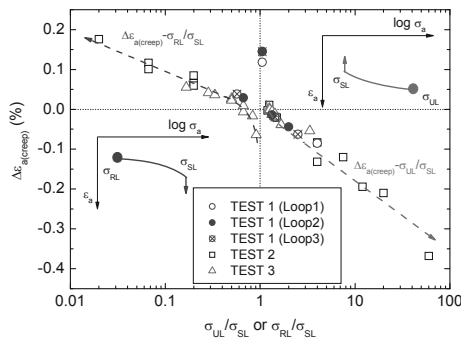 Δε_a(creep)-σ_RL/σ_SL
log σ_a
σ_SL
ε_a
σ_UL
log σ_a
σ_RL
σ_SL
ε_a
Δε_a(creep)-σ_UL/σ_SL
TEST 1 (Loop1)
TEST 1 (Loop2)
TEST 1 (Loop3)
TEST 2
TEST 3
Δε_a(creep) (%)
0.2
0.1
0.0
-0.1
-0.2
-0.3
-0.4
0.01 0.1 1 10 100
σ_UL/σ_SL or σ_RL/σ_SL